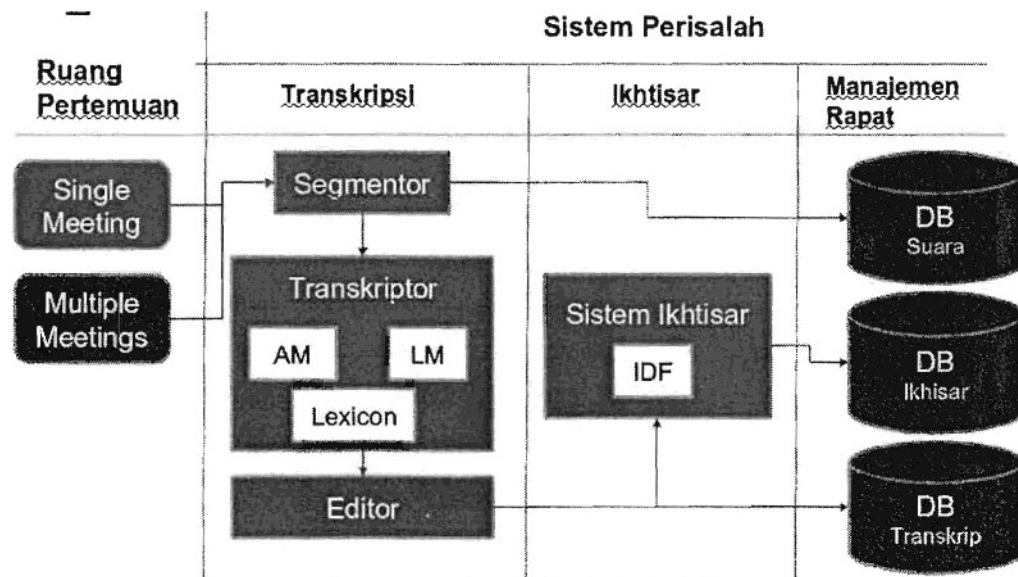 Sistem Perisalah
Ruang
Pertemuan
Transkripsi
Ikhtisar
Manajemen
Rapat
Single
Meeting
Multiple
Meetings
Segmentor
Transkriptor
AM
LM
Lexicon
Editor
Sistem Ikhtisar
IDF
DB
Suara
DB
Ikhisar
DB
Transkrip